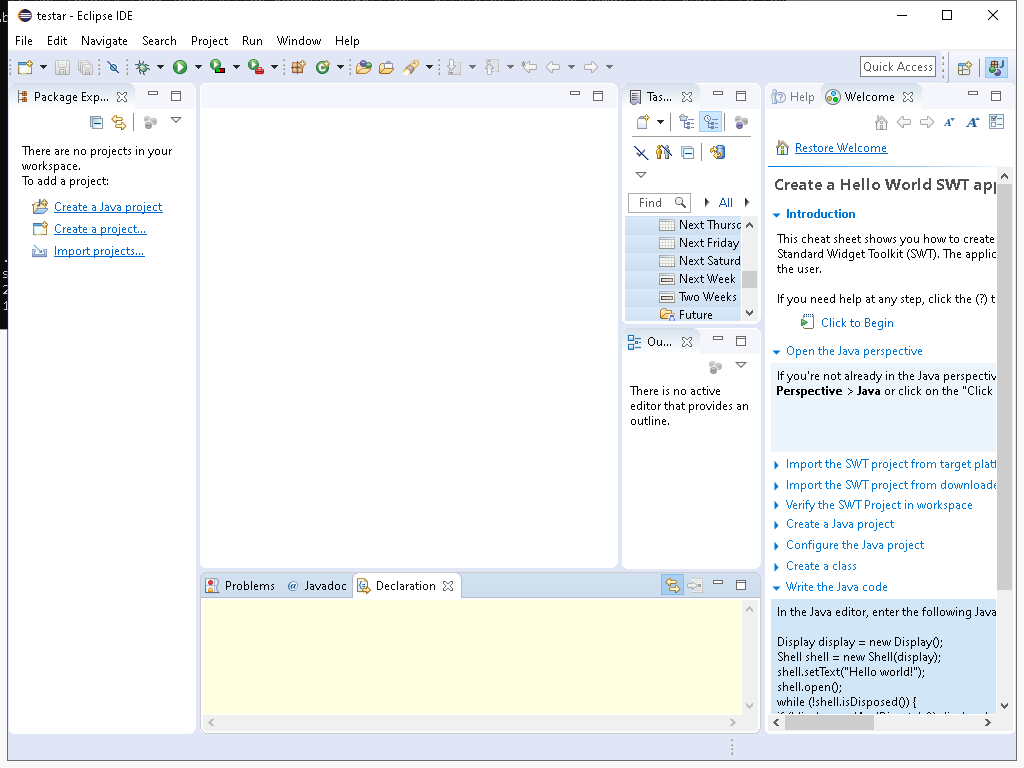 testar - Eclipse IDE
File Edit Navigate Search Project Run Window Help
Quick Access
Package Exp...
There are no projects in your
workspace.
To add a project:
Create a Java project
Create a project...
Import projects...
Tas...
Find
All
Next Thursd
Next Friday
Next Saturd
Next Week
Two Weeks
Future
Ou...
There is no active
editor that provides an
outline.
Help Welcome
Restore Welcome
Create a Hello World SWT app
Introduction
This cheat sheet shows you how to create
Standard Widget Toolkit (SWT). The applic
the user.
If you need help at any step, click the (?) t
Click to Begin
Open the Java perspective
If you're not already in the Java perspectiv
Perspective > Java or click on the "Click
Import the SWT project from target platf
Import the SWT project from downloade
Verify the SWT Project in workspace
Create a Java project
Configure the Java project
Create a class
Write the Java code
In the Java editor, enter the following Java
Display display = new Display();
Shell shell = new Shell(display);
shell.setText("Hello world!");
shell.open();
while (!shell.isDisposed()) {
Problems @ Javadoc Declaration